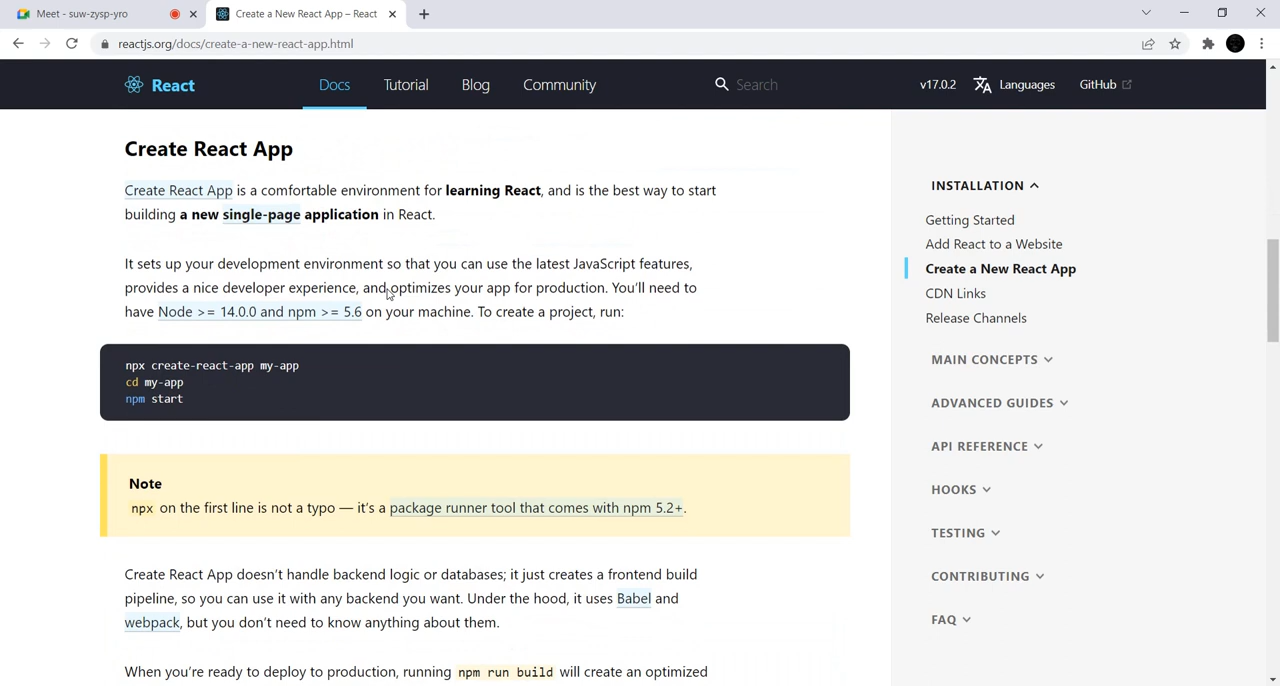 Meet - suw-zysp-yro
Create a New React App – React
reactjs.org/docs/create-a-new-react-app.html
React
Docs
Tutorial
Blog
Community
Search
v17.0.2
Languages
GitHub
Create React App
Create React App is a comfortable environment for learning React, and is the best way to start
building a new single-page application in React.
It sets up your development environment so that you can use the latest JavaScript features,
provides a nice developer experience, and optimizes your app for production. You’ll need to
have Node >= 14.0.0 and npm >= 5.6 on your machine. To create a project, run:
npx create-react-app my-app
cd my-app
npm start
Note
npx on the first line is not a typo — it’s a package runner tool that comes with npm 5.2+.
Create React App doesn’t handle backend logic or databases; it just creates a frontend build
pipeline, so you can use it with any backend you want. Under the hood, it uses Babel and
webpack, but you don’t need to know anything about them.
When you’re ready to deploy to production, running npm run build will create an optimized
INSTALLATION
Getting Started
Add React to a Website
Create a New React App
CDN Links
Release Channels
MAIN CONCEPTS
ADVANCED GUIDES
API REFERENCE
HOOKS
TESTING
CONTRIBUTING
FAQ